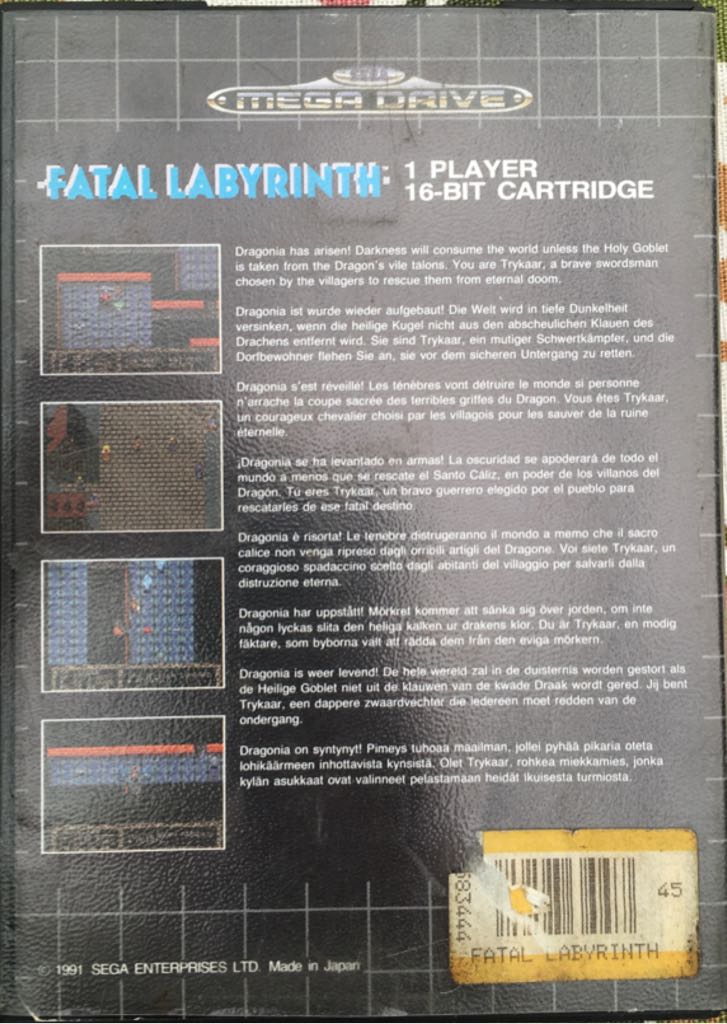 MEGA DRIVE
FATAL LABYRINTH™ 1 PLAYER
16-BIT CARTRIDGE
Dragonia has arisen! Darkness will consume the world unless the Holy Goblet
is taken from the Dragon's vile talons. You are Trykaar, a brave swordsman
chosen by the villagers to rescue them from eternal doom.
Dragonia ist wurde wieder aufgebaut! Die Welt wird in tiefe Dunkelheit
versinken, wenn die heilige Kugel nicht aus den abscheulichen Klauen des
Drachens entfernt wird. Sie sind Trykaar, ein mutiger Schwertkämpfer, und die
Dorfbewohner flehen Sie an, sie vor dem sicheren Untergang zu retten.
Dragonia s'est réveillé! Les ténèbres vont détruire le monde si personne
n'arrache la coupe sacrée des terribles griffes du Dragon. Vous êtes Trykaar,
un courageux chevalier choisi par les villagois pour les sauver de la ruine
éternelle.
¡Dragonia se ha levantado en armas! La oscuridad se apoderará de todo el
mundo a menos que se rescate el Santo Cáliz, en poder de los villanos del
Dragón. Tu eres Trykaar, un bravo guerrero elegido por el pueblo para
rescatarles de ese fatal destino.
Dragonia è risorta! Le tenebre distrugeranno il mondo a memo che il sacro
calice non venga ripreso dagli orribili artigli del Dragone. Voi siete Trykaar, un
coraggioso spadaccino scelto dagli abitanti del villaggio per salvarli dalla
distruzione eterna.
Dragonia har uppstått! Mörkret kommer att sänka sig över jorden, om inte
någon lyckas slita den heliga kalken ur drakens klor. Du är Trykaar, en modig
fäktare, som byborna valt att rädda dem från den eviga mörkern.
Dragonia is weer levend! De hele wereld zal in de duisternis worden gestort als
de Heilige Goblet niet uit de klauwen van de kwade Draak wordt gered. Jij bent
Trykaar, een dappere zwaardvechter die iedereen moet redden van de
ondergang.
Dragonia on syntynyt! Pimeys tuhoaa maailman, jollei pyhää pikaria oteta
lohikäärmeen inhottavista kynsistä. Olet Trykaar, rohkea miekkamies, jonka
kylän asukkaat ovat valinneet pelastamaan heidät ikuisesta turmiosta.
45
FATAL LABYRINTH
© 1991 SEGA ENTERPRISES LTD. Made in Japan